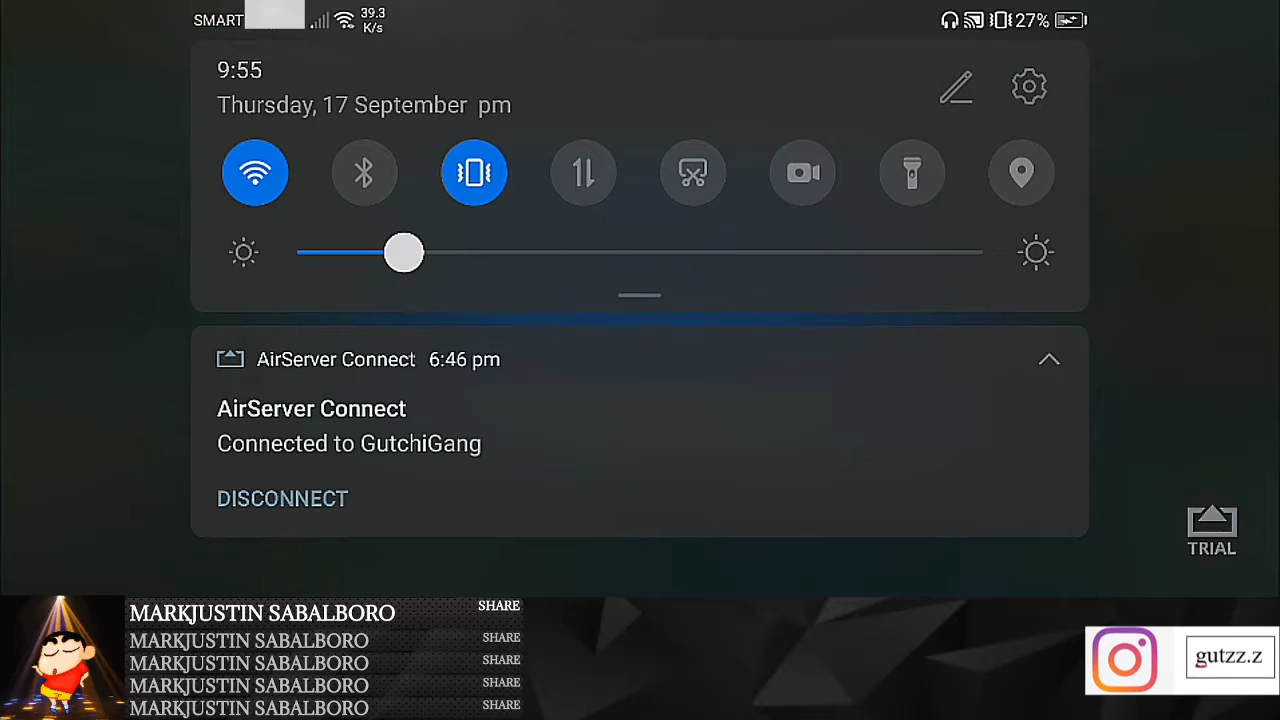 SMART
39.3
K/s
27%
9:55
Thursday, 17 September pm
AirServer Connect 6:46 pm
AirServer Connect
Connected to GutchiGang
DISCONNECT
TRIAL
MARKJUSTIN SABALBORO SHARE
MARKJUSTIN SABALBORO SHARE
MARKJUSTIN SABALBORO SHARE
MARKJUSTIN SABALBORO SHARE
MARKJUSTIN SABALBORO SHARE
gutzz.z